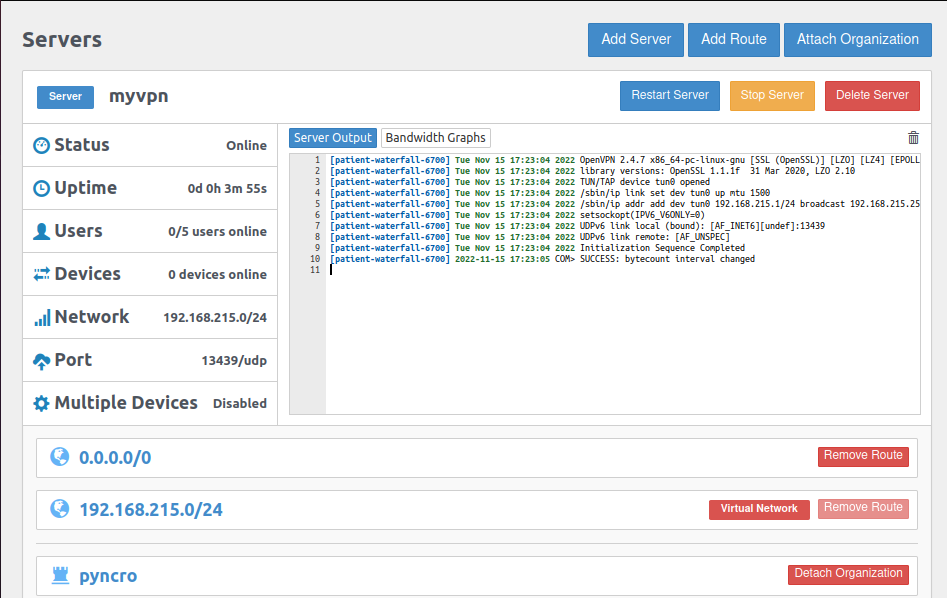 Servers
Add Server Add Route Attach Organization
Server myvpn Restart Server Stop Server Delete Server
Status Online
Uptime 0d 0h 3m 55s
Users 0/5 users online
Devices 0 devices online
Network 192.168.215.0/24
Port 13439/udp
Multiple Devices Disabled
Server Output Bandwidth Graphs
1 [patient-waterfall-6700] Tue Nov 15 17:23:04 2022 OpenVPN 2.4.7 x86_64-pc-linux-gnu [SSL (OpenSSL)] [LZO] [LZ4] [EPOLL
2 [patient-waterfall-6700] Tue Nov 15 17:23:04 2022 library versions: OpenSSL 1.1.1f  31 Mar 2020, LZO 2.10
3 [patient-waterfall-6700] Tue Nov 15 17:23:04 2022 TUN/TAP device tun0 opened
4 [patient-waterfall-6700] Tue Nov 15 17:23:04 2022 /sbin/ip link set dev tun0 up mtu 1500
5 [patient-waterfall-6700] Tue Nov 15 17:23:04 2022 /sbin/ip addr add dev tun0 192.168.215.1/24 broadcast 192.168.215.25
6 [patient-waterfall-6700] Tue Nov 15 17:23:04 2022 setsockopt(IPV6_V6ONLY=0)
7 [patient-waterfall-6700] Tue Nov 15 17:23:04 2022 UDPv6 link local (bound): [AF_INET6][undef]:13439
8 [patient-waterfall-6700] Tue Nov 15 17:23:04 2022 UDPv6 link remote: [AF_UNSPEC]
9 [patient-waterfall-6700] Tue Nov 15 17:23:04 2022 Initialization Sequence Completed
10 [patient-waterfall-6700] 2022-11-15 17:23:05 COM> SUCCESS: bytecount interval changed
11
0.0.0.0/0 Remove Route
192.168.215.0/24 Virtual Network Remove Route
pyncro Detach Organization